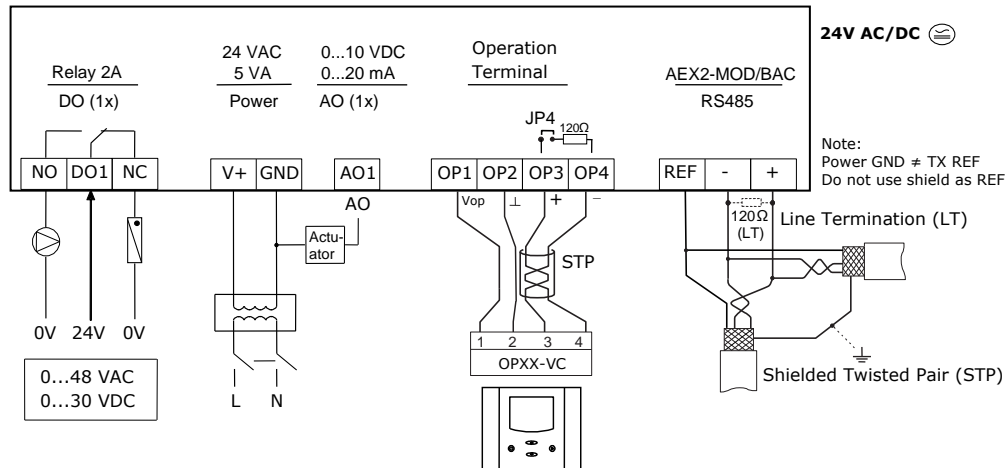 24V AC/DC
Relay 2A
DO (1x)
24 VAC
5 VA
Power
0...10 VDC
0...20 mA
AO (1x)
Operation
Terminal
AEX2-MOD/BAC
RS485
JP4
120Ω
NO DO1 NC
V+ GND
AO1
OP1 OP2 OP3 OP4
REF - +
Note:
Power GND ≠ TX REF
Do not use shield as REF
AO
Vop ⊥ + −
120Ω
(LT)
Line Termination (LT)
Actu-
ator
STP
0V 24V 0V
1 2 3 4
OPXX-VC
0...48 VAC
0...30 VDC
L N
Shielded Twisted Pair (STP)